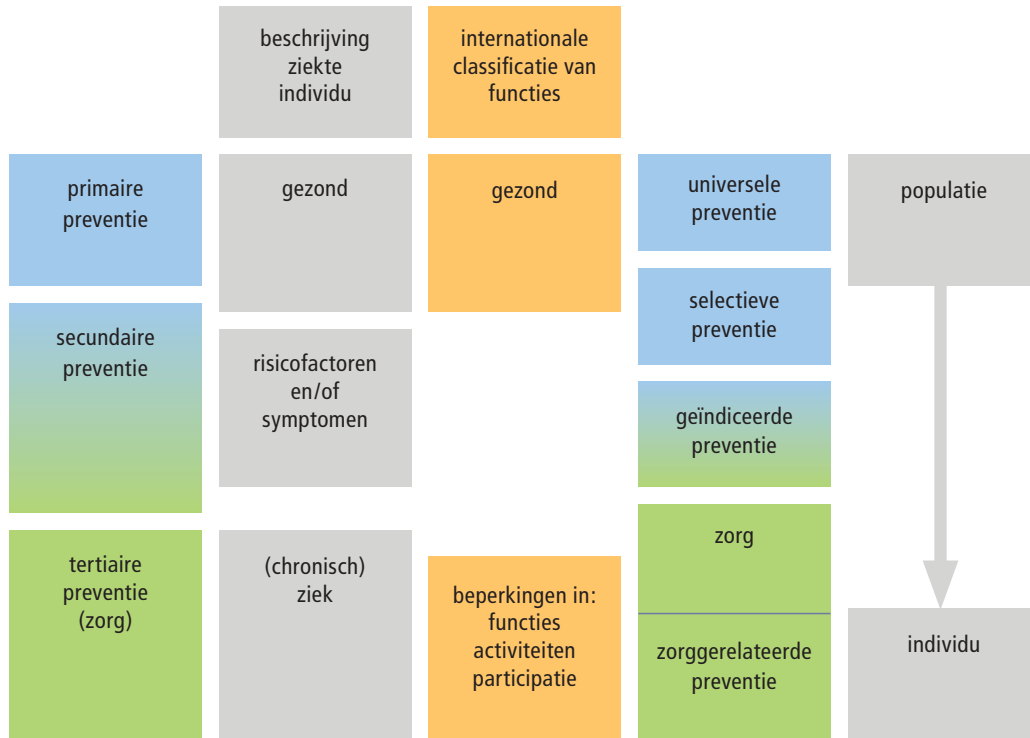 beschrijving
ziekte
individu
internationale
classificatie van
functies
primaire
preventie
gezond
gezond
universele
preventie
populatie
selectieve
preventie
secundaire
preventie
risicofactoren
en/of
symptomen
geïndiceerde
preventie
tertiaire
preventie
(zorg)
(chronisch)
ziek
beperkingen in:
functies
activiteiten
participatie
zorg
zorggerelateerde
preventie
individu